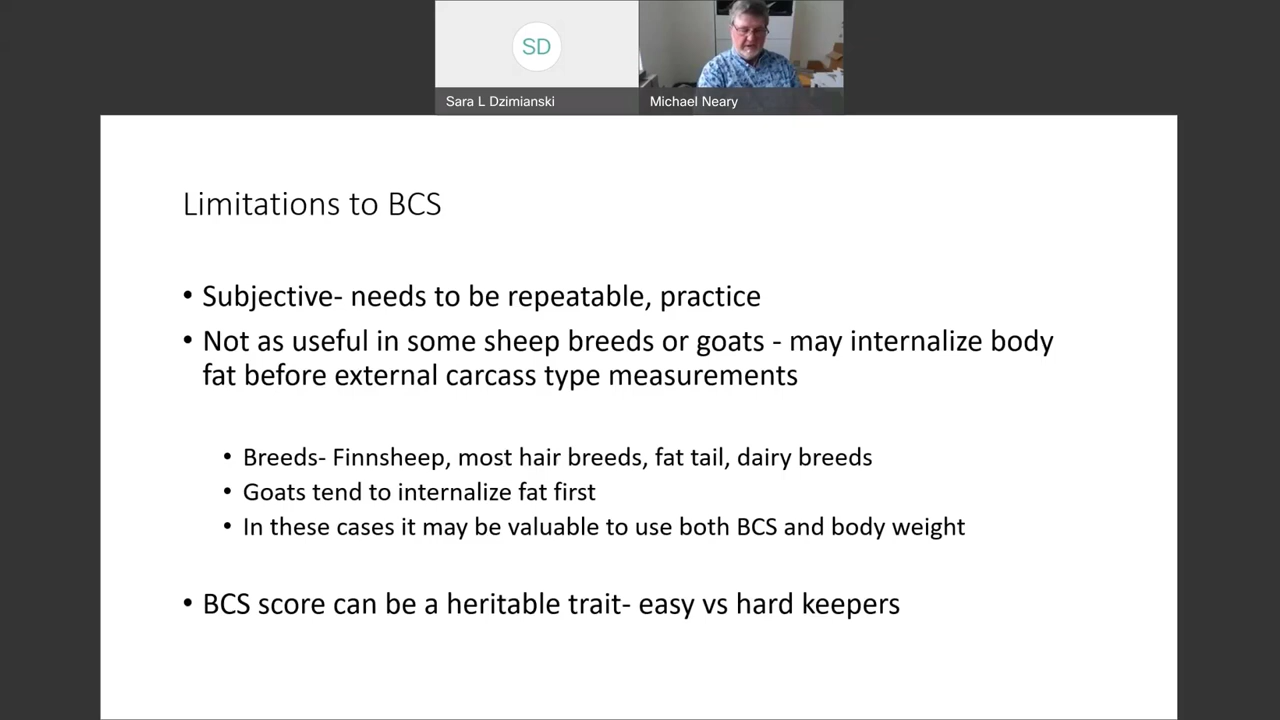 SD
Sara L Dzimianski
Michael Neary
Limitations to BCS
• Subjective- needs to be repeatable, practice
• Not as useful in some sheep breeds or goats - may internalize body
fat before external carcass type measurements
• Breeds- Finnsheep, most hair breeds, fat tail, dairy breeds
• Goats tend to internalize fat first
• In these cases it may be valuable to use both BCS and body weight
• BCS score can be a heritable trait- easy vs hard keepers